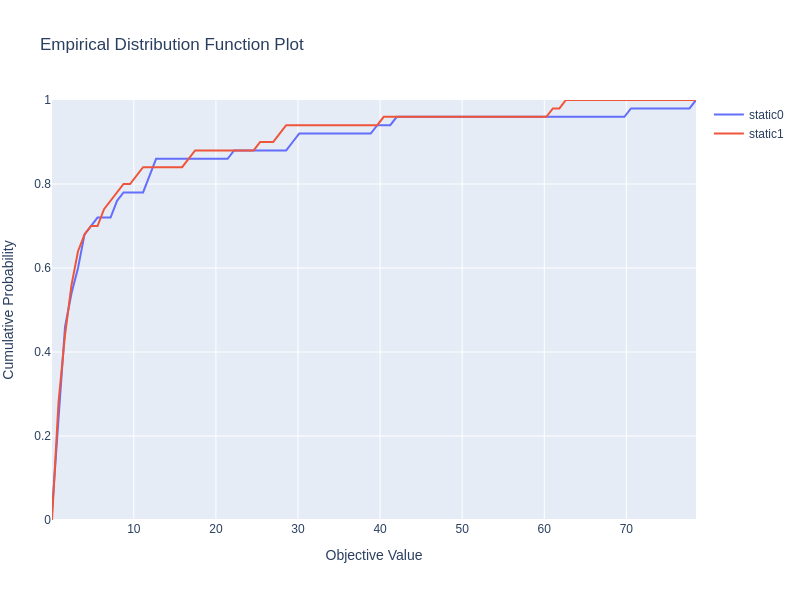 Empirical Distribution Function Plot
static0
static1
Cumulative Probability
1
0.8
0.6
0.4
0.2
0
10
20
30
40
50
60
70
Objective Value